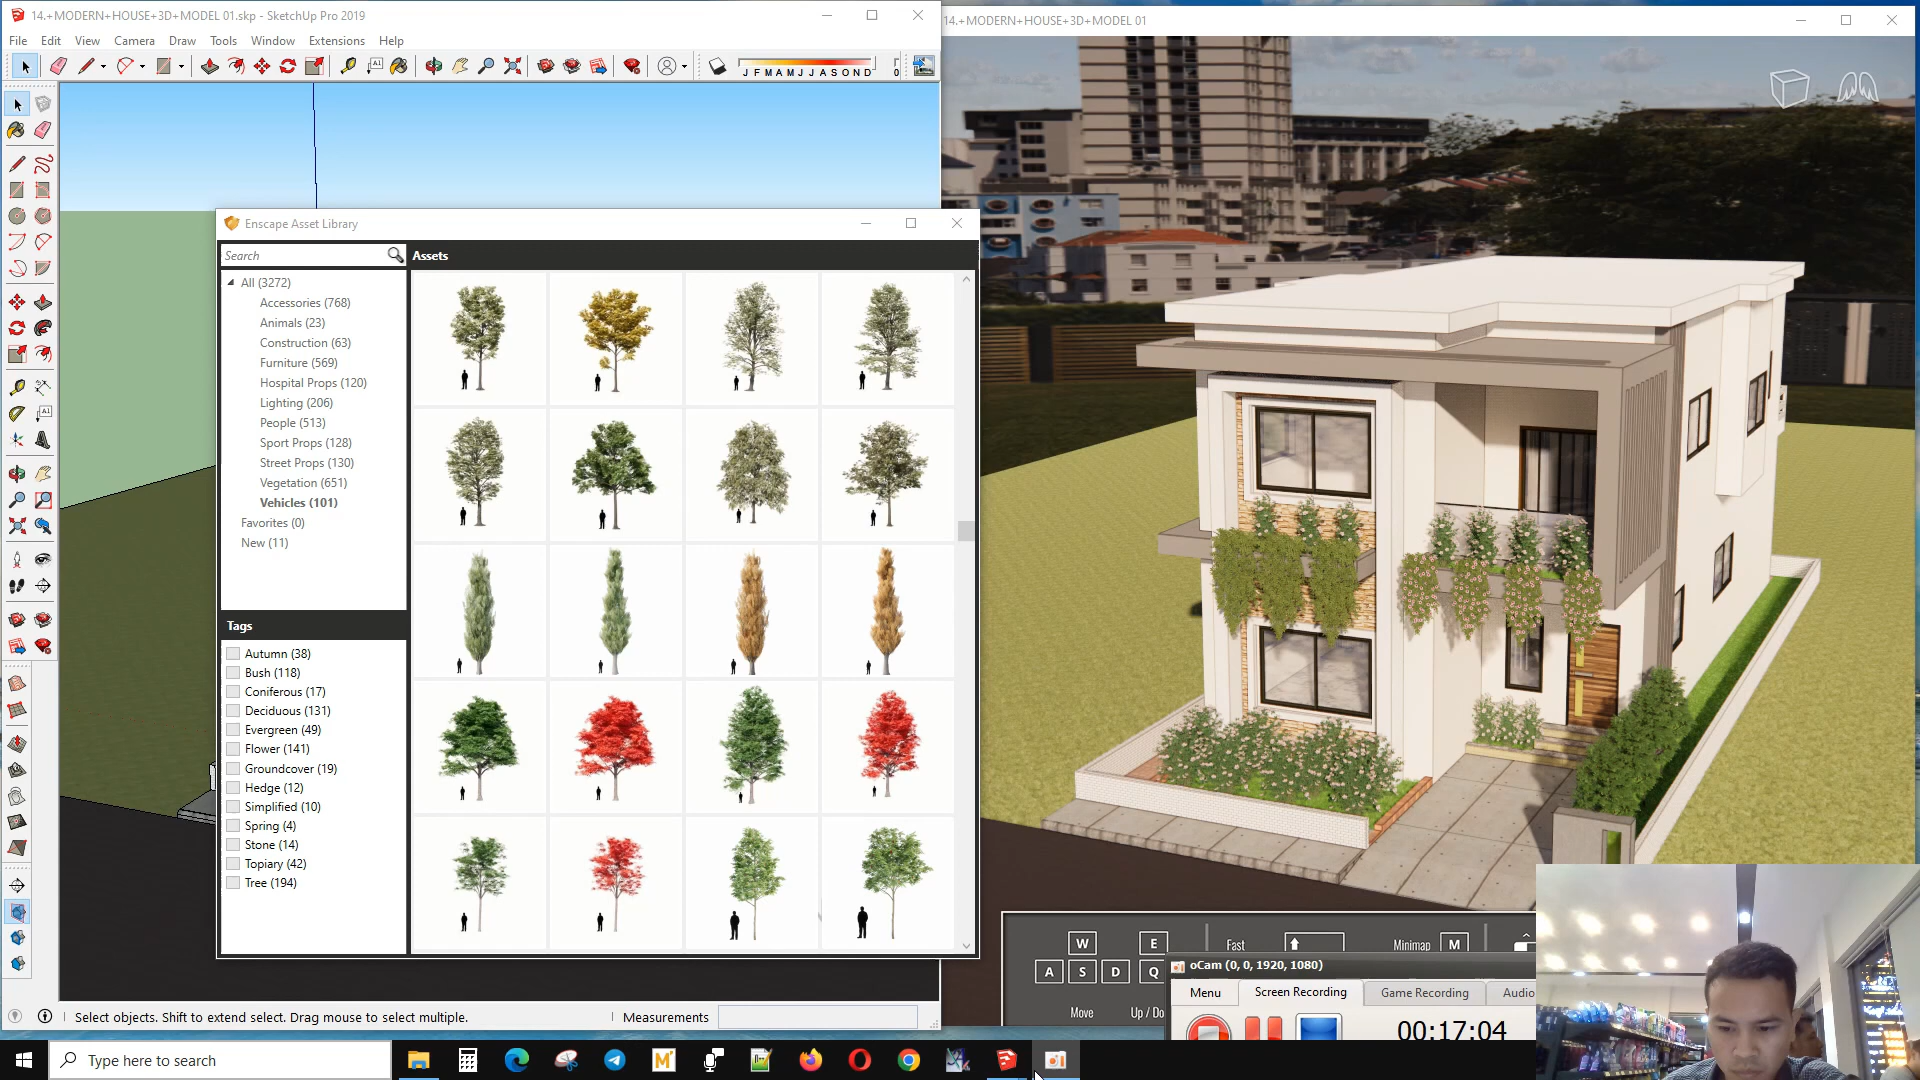 14.+MODERN+HOUSE+3D+MODEL 01.skp - SketchUp Pro 2019
File Edit View Camera Draw Tools Window Extensions Help
J F M A M J J A S O N D
14.+MODERN+HOUSE+3D+MODEL 01
Enscape Asset Library
Search
Assets
All (3272)
Accessories (768)
Animals (23)
Construction (63)
Furniture (569)
Hospital Props (120)
Lighting (206)
People (513)
Sport Props (128)
Street Props (130)
Vegetation (651)
Vehicles (101)
Favorites (0)
New (11)
Tags
Autumn (38)
Bush (118)
Coniferous (17)
Deciduous (131)
Evergreen (49)
Flower (141)
Groundcover (19)
Hedge (12)
Simplified (10)
Spring (4)
Stone (14)
Topiary (42)
Tree (194)
W E Fast Minimap M
A S D Q
Move Up / Do
oCam (0, 0, 1920, 1080)
Menu Screen Recording Game Recording Audio
00:17:04
Select objects. Shift to extend select. Drag mouse to select multiple.
Measurements
Type here to search